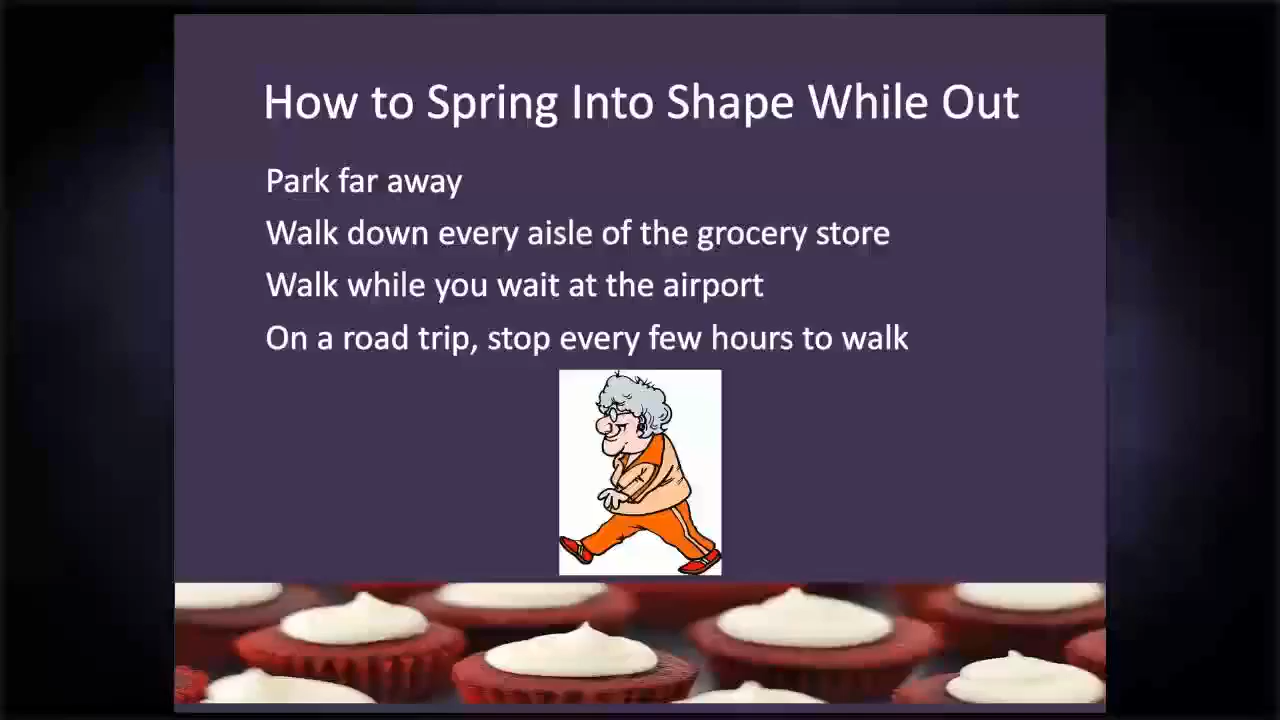 How to Spring Into Shape While Out
Park far away
Walk down every aisle of the grocery store
Walk while you wait at the airport
On a road trip, stop every few hours to walk